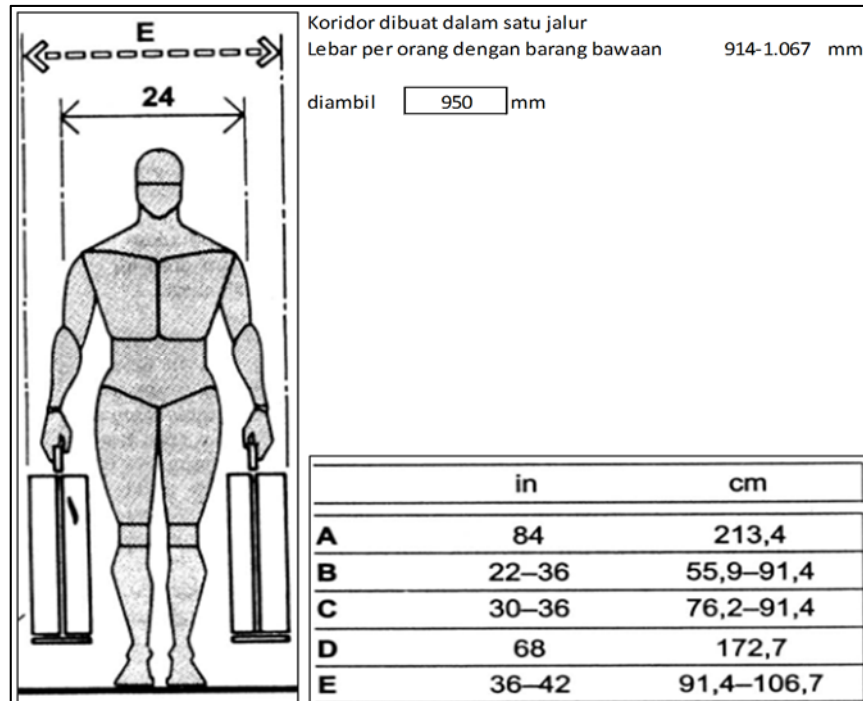 Koridor dibuat dalam satu jalur
Lebar per orang dengan barang bawaan 914-1.067 mm
diambil 950 mm
E
24
in cm
A 84 213,4
B 22–36 55,9–91,4
C 30–36 76,2–91,4
D 68 172,7
E 36–42 91,4–106,7